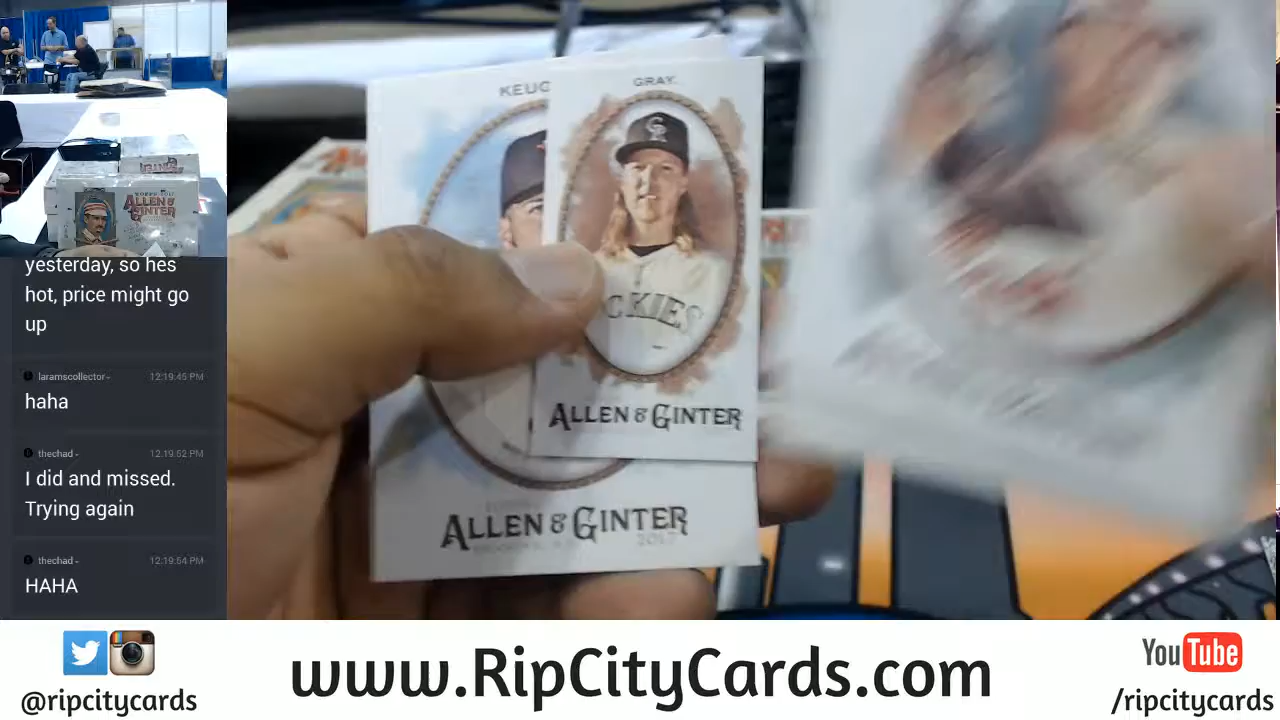 yesterday, so hes
hot, price might go
up
laramscollector-
12:19:45 PM
haha
thechad -
12:19:52 PM
I did and missed.
Trying again
thechad -
12:19:54 PM
HAHA
ALLEN &
GINTER
KEUC
GRAY.
CR
CKIES
ALLEN & GINTER
ALLEN & GINTER
2017
@ripcitycards
www.RipCityCards.com
YouTube
/ripcitycards